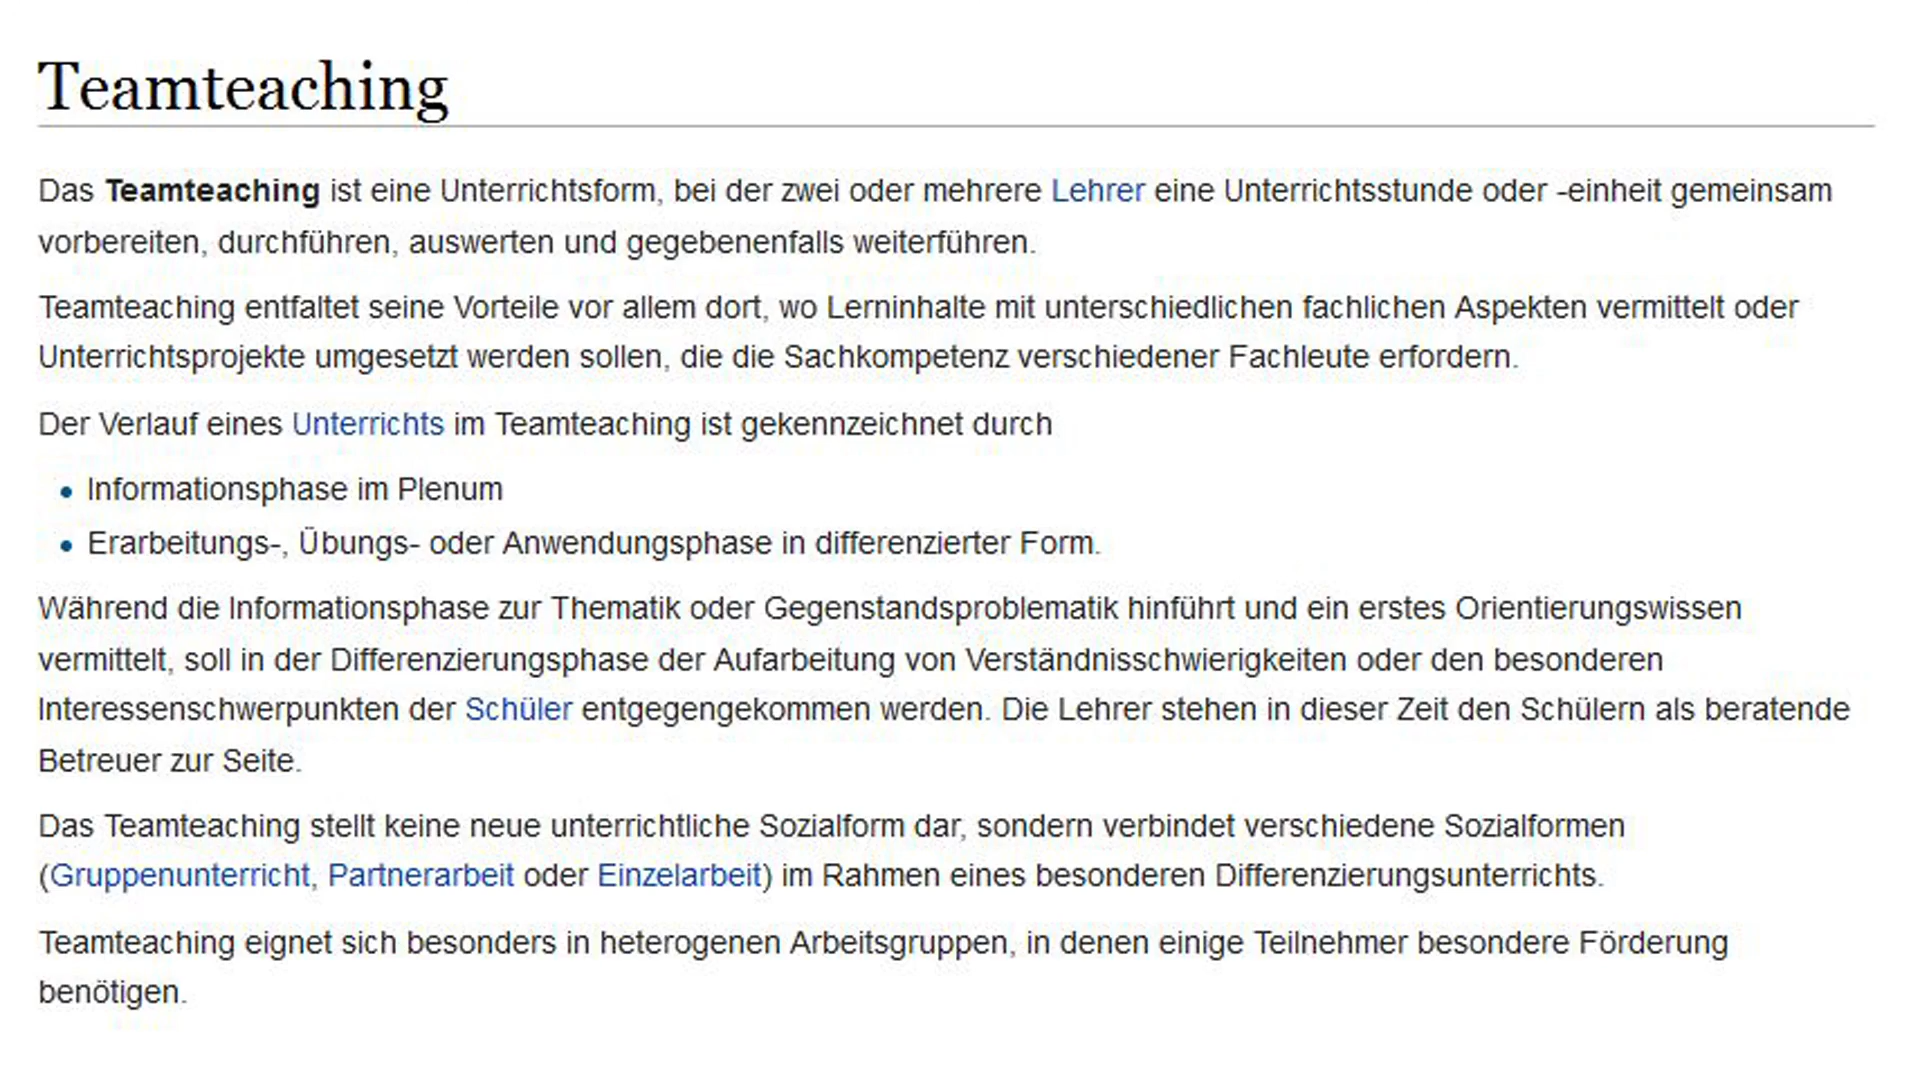 Teamteaching
Das Teamteaching ist eine Unterrichtsform, bei der zwei oder mehrere Lehrer eine Unterrichtsstunde oder -einheit gemeinsam
vorbereiten, durchführen, auswerten und gegebenenfalls weiterführen.
Teamteaching entfaltet seine Vorteile vor allem dort, wo Lerninhalte mit unterschiedlichen fachlichen Aspekten vermittelt oder
Unterrichtsprojekte umgesetzt werden sollen, die die Sachkompetenz verschiedener Fachleute erfordern.
Der Verlauf eines Unterrichts im Teamteaching ist gekennzeichnet durch
• Informationsphase im Plenum
• Erarbeitungs-, Übungs- oder Anwendungsphase in differenzierter Form.
Während die Informationsphase zur Thematik oder Gegenstandsproblematik hinführt und ein erstes Orientierungswissen
vermittelt, soll in der Differenzierungsphase der Aufarbeitung von Verständnisschwierigkeiten oder den besonderen
Interessenschwerpunkten der Schüler entgegengekommen werden. Die Lehrer stehen in dieser Zeit den Schülern als beratende
Betreuer zur Seite.
Das Teamteaching stellt keine neue unterrichtliche Sozialform dar, sondern verbindet verschiedene Sozialformen
(Gruppenunterricht, Partnerarbeit oder Einzelarbeit) im Rahmen eines besonderen Differenzierungsunterrichts.
Teamteaching eignet sich besonders in heterogenen Arbeitsgruppen, in denen einige Teilnehmer besondere Förderung
benötigen.